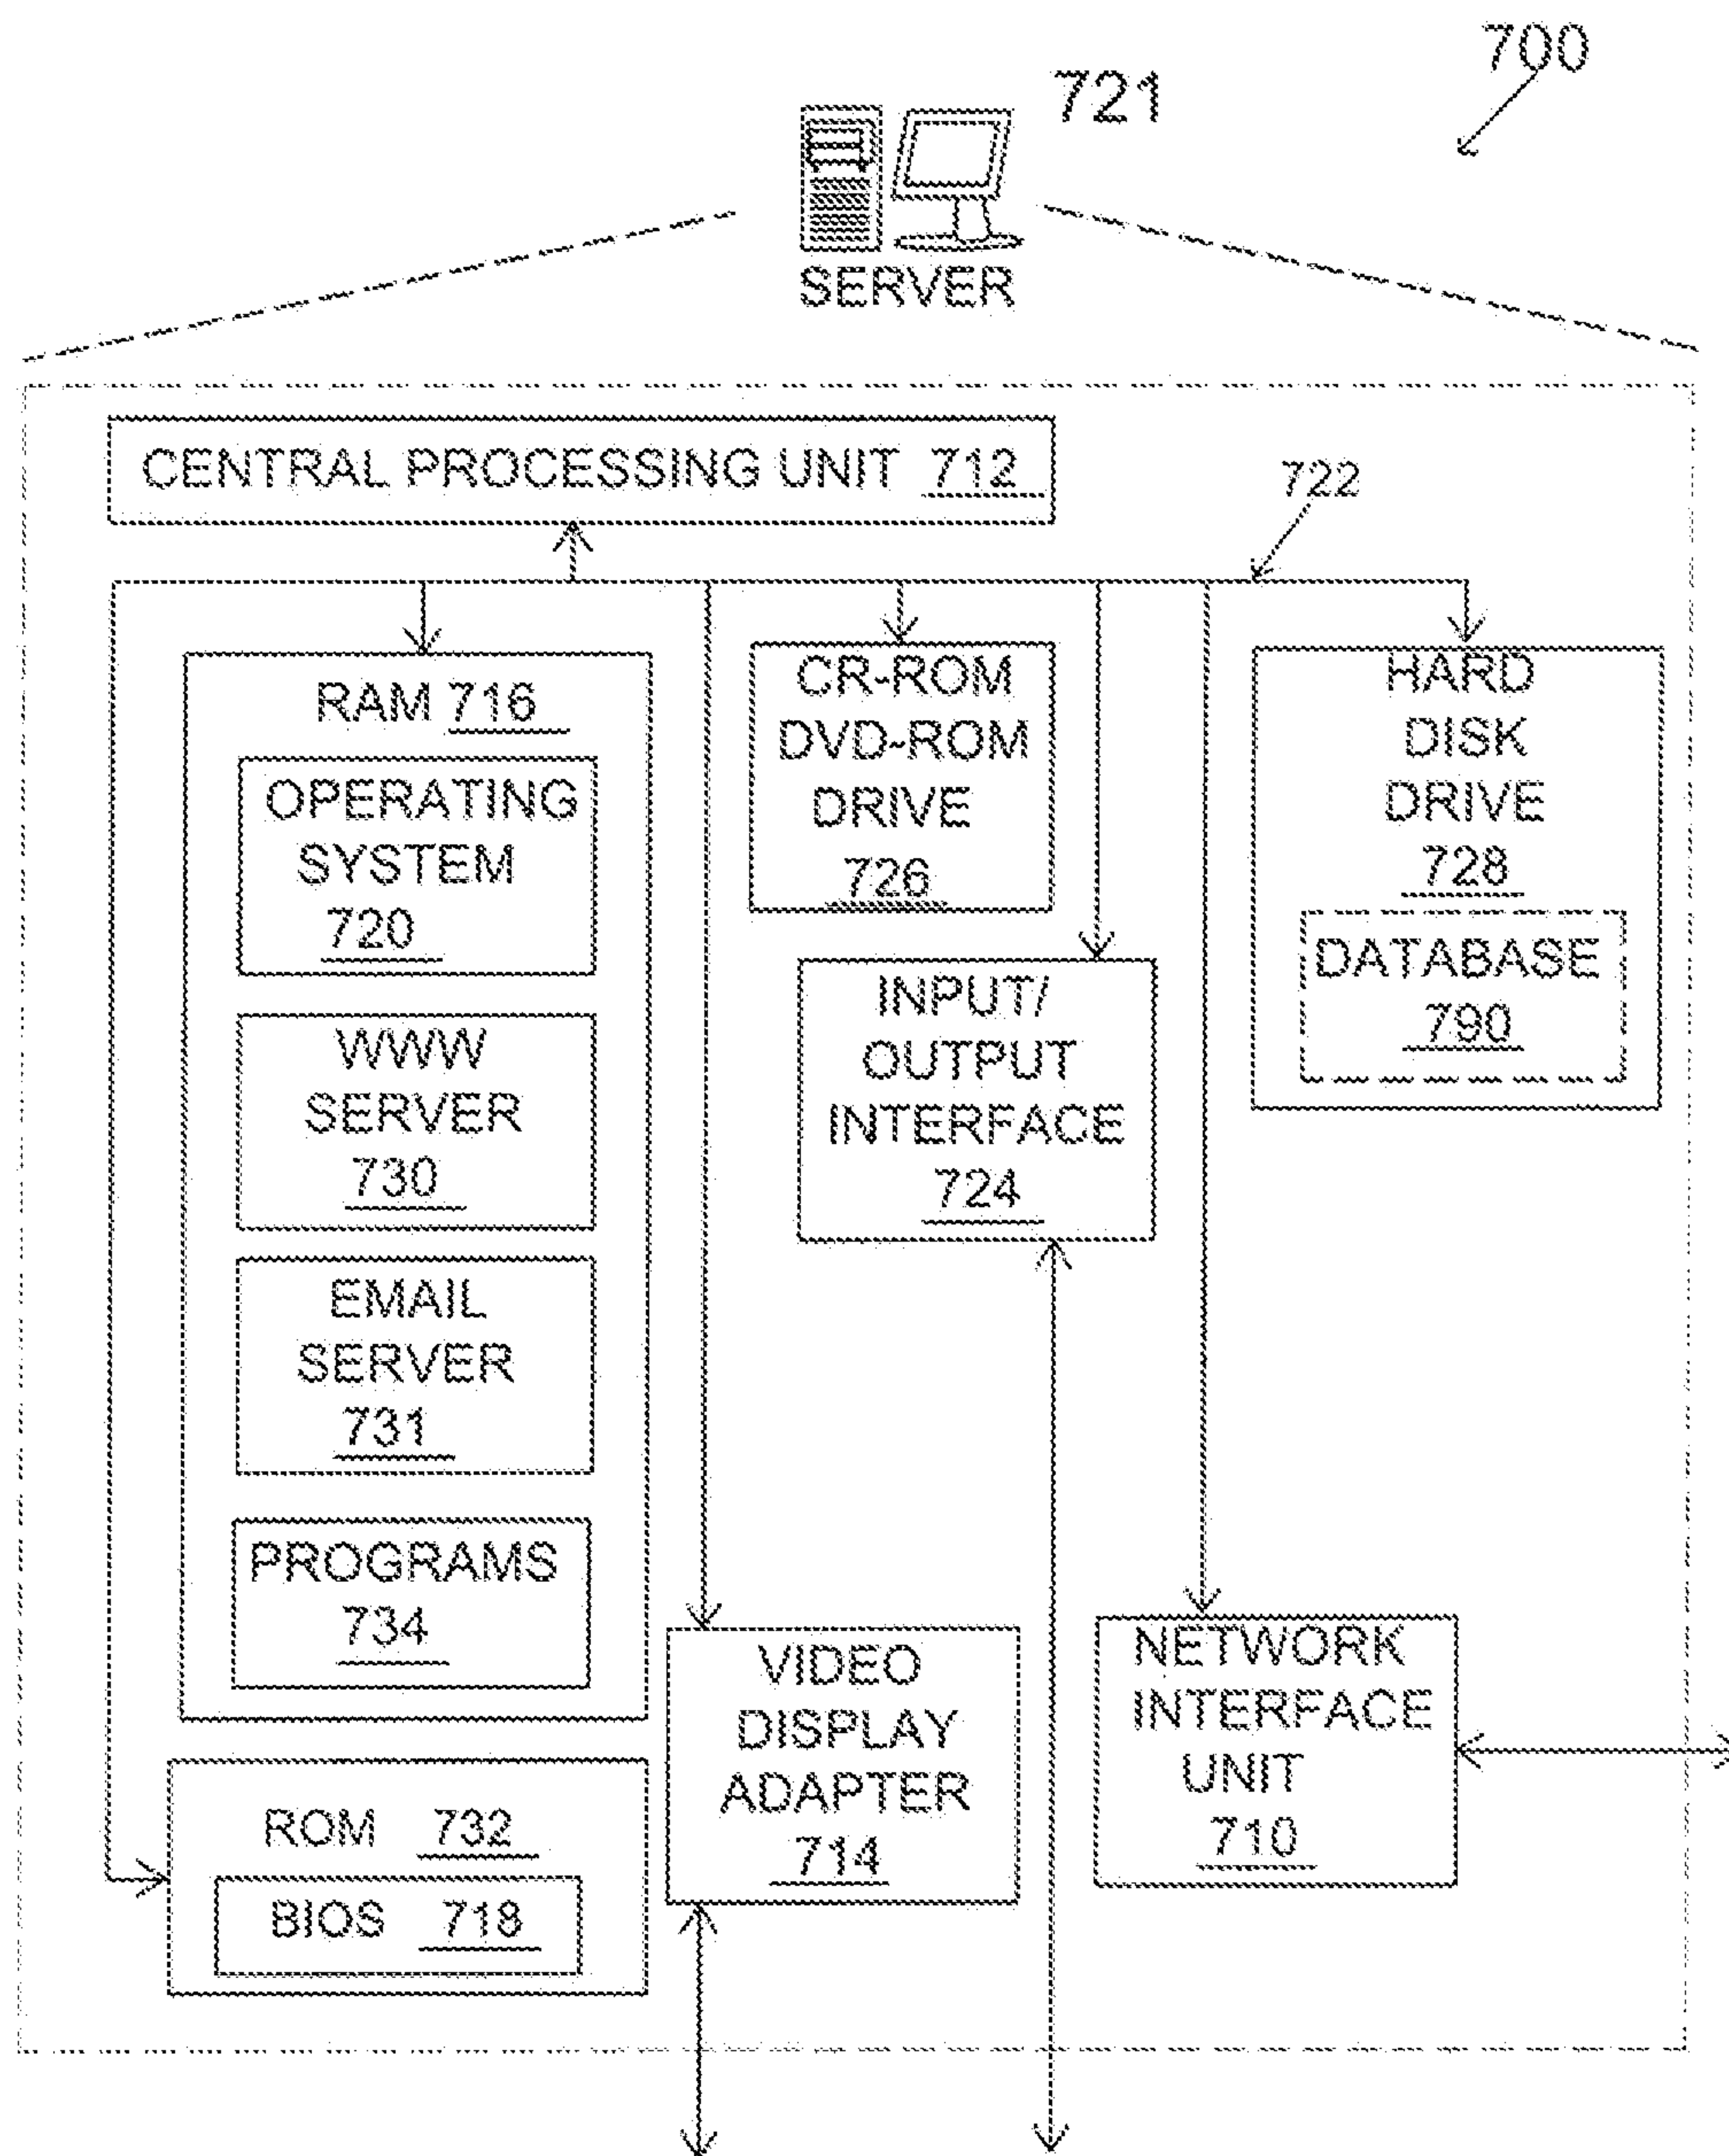 700
721
SERVER
CENTRAL PROCESSING UNIT 712
722
RAM 716
OPERATING
SYSTEM
720
WWW
SERVER
730
EMAIL
SERVER
731
PROGRAMS
734
ROM 732
BIOS 718
CR-ROM
DVD-ROM
DRIVE
726
INPUT/
OUTPUT
INTERFACE
724
HARD
DISK
DRIVE
728
DATABASE
790
VIDEO
DISPLAY
ADAPTER
714
NETWORK
INTERFACE
UNIT
710